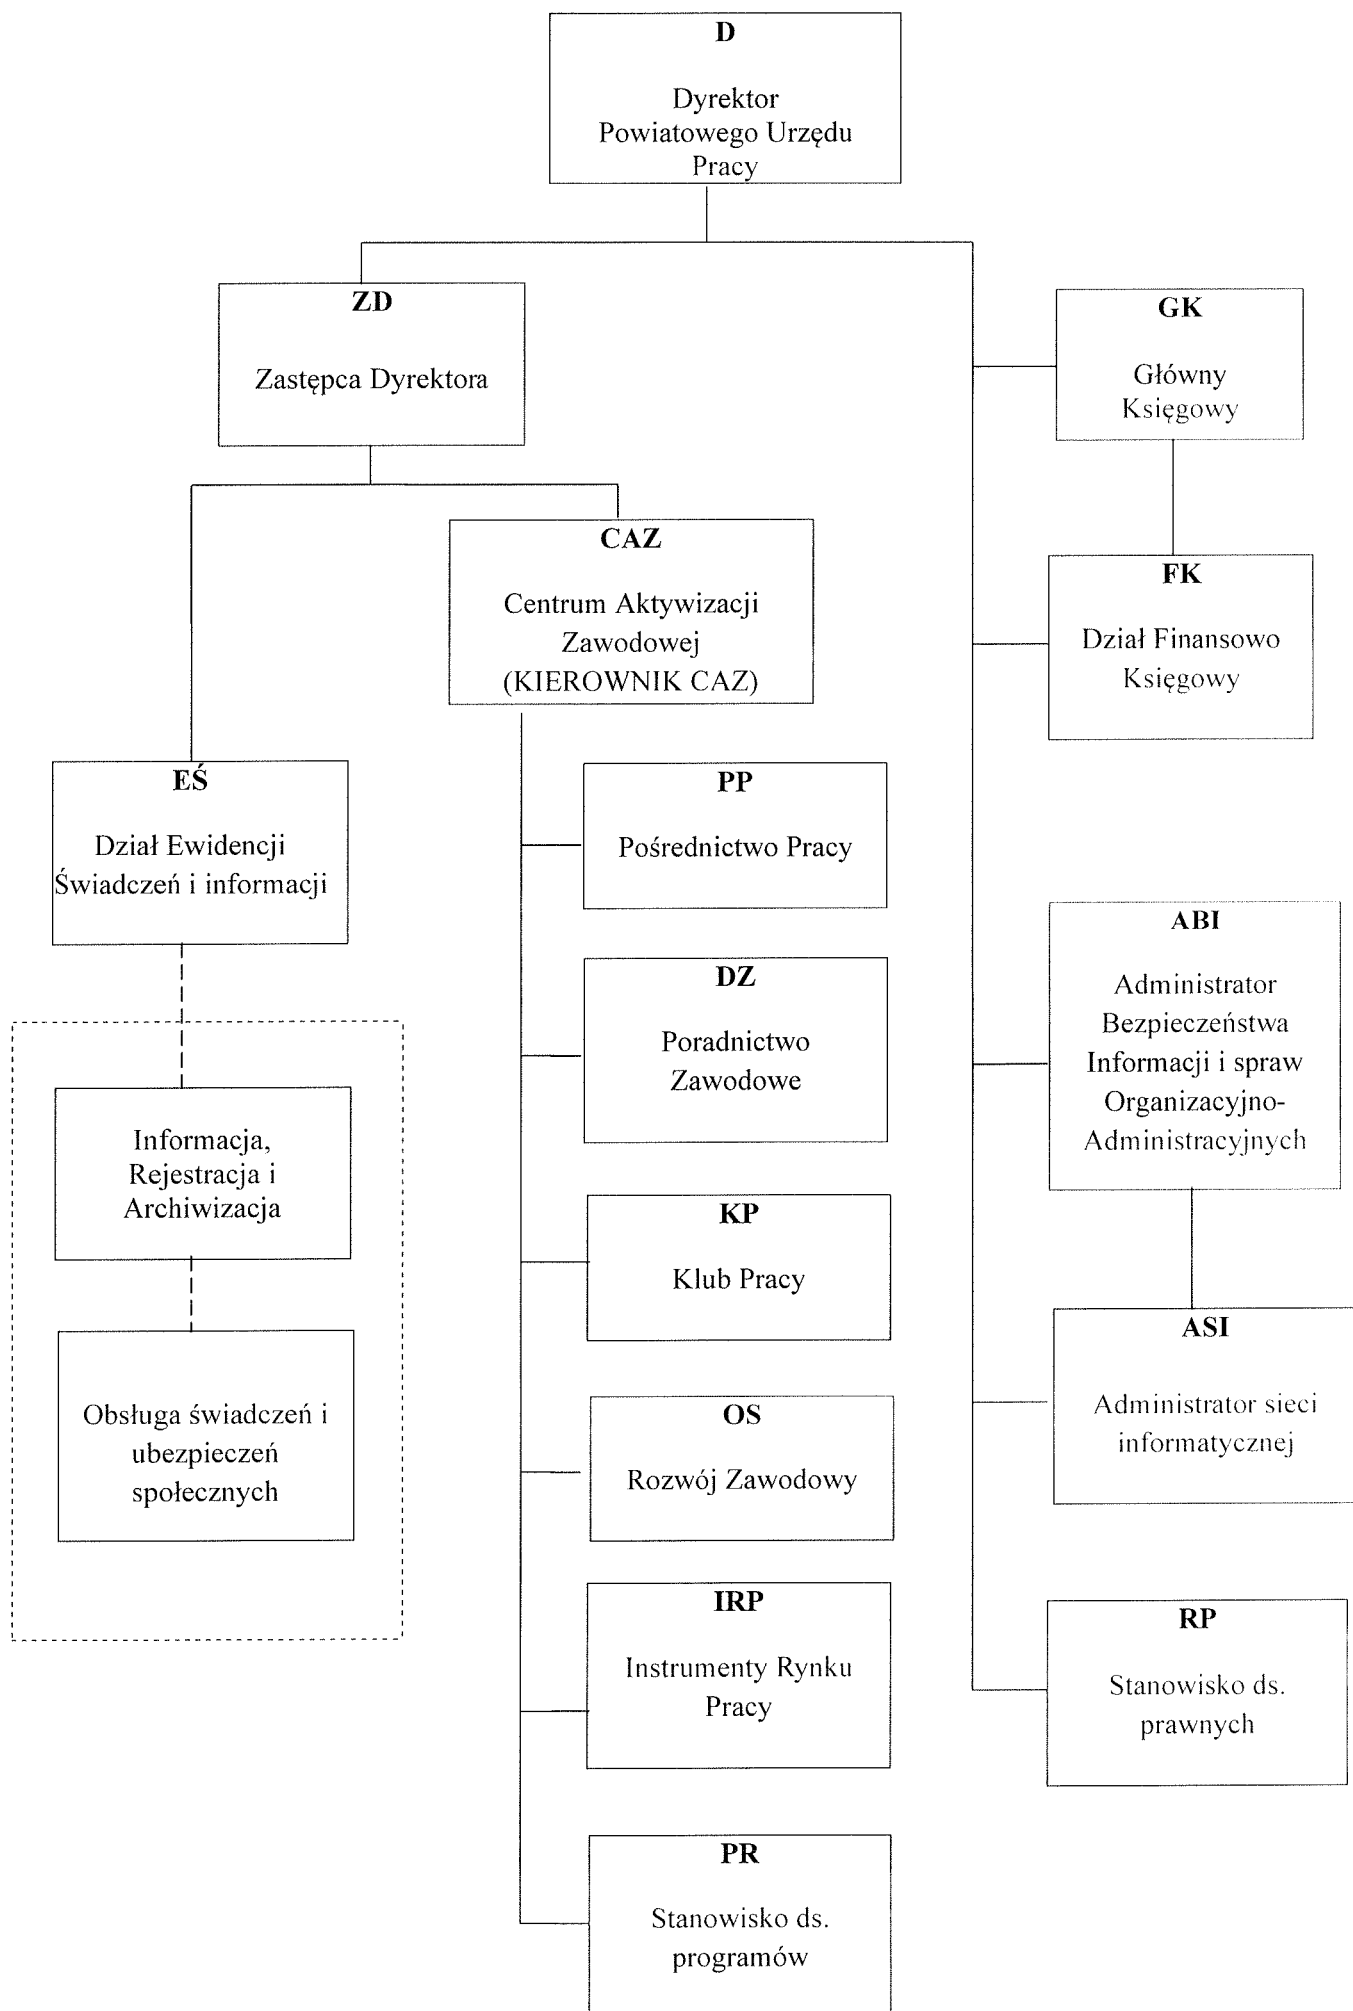 D
Dyrektor
Powiatowego Urzędu
Pracy
ZD
Zastępca Dyrektora
GK
Główny
Księgowy
CAZ
Centrum Aktywizacji
Zawodowej
(KIEROWNIK CAZ)
FK
Dział Finansowo
Księgowy
EŚ
Dział Ewidencji
Świadczeń i informacji
PP
Pośrednictwo Pracy
ABI
Administrator
Bezpieczeństwa
Informacji i spraw
Organizacyjno-
Administracyjnych
DZ
Poradnictwo
Zawodowe
Informacja,
Rejestracja i
Archiwizacja
KP
Klub Pracy
ASI
Administrator sieci
informatycznej
Obsługa świadczeń i
ubezpieczeń
społecznych
OS
Rozwój Zawodowy
IRP
Instrumenty Rynku
Pracy
RP
Stanowisko ds.
prawnych
PR
Stanowisko ds.
programów